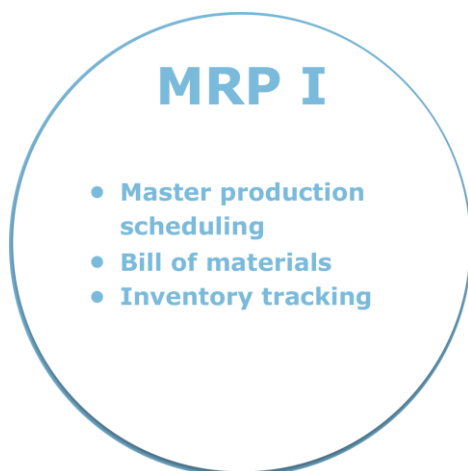 MRP I
• Master production
scheduling
• Bill of materials
• Inventory tracking